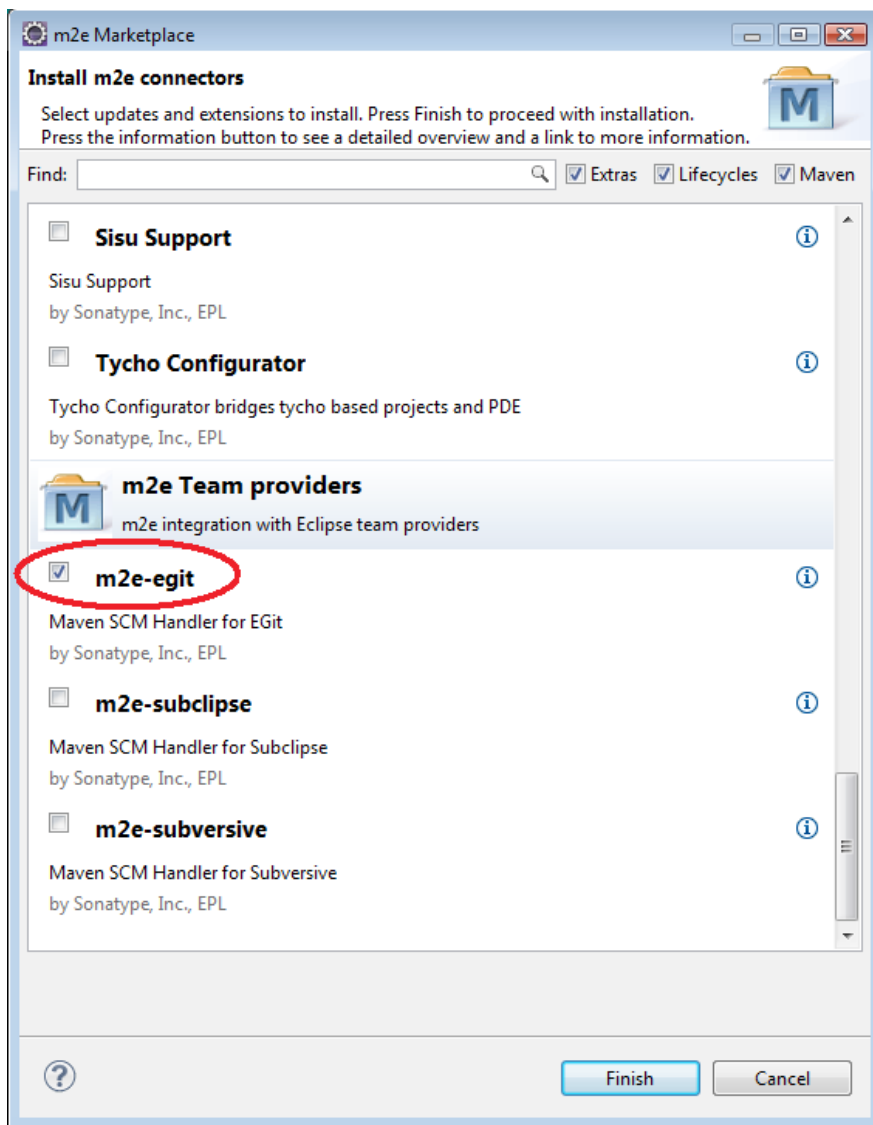 m2e Marketplace
Install m2e connectors
Select updates and extensions to install. Press Finish to proceed with installation.
Press the information button to see a detailed overview and a link to more information.
M
Find:
Extras
Lifecycles
Maven
Sisu Support
Sisu Support
by Sonatype, Inc., EPL
Tycho Configurator
Tycho Configurator bridges tycho based projects and PDE
by Sonatype, Inc., EPL
M
m2e Team providers
m2e integration with Eclipse team providers
m2e-egit
Maven SCM Handler for EGit
by Sonatype, Inc., EPL
m2e-subclipse
Maven SCM Handler for Subclipse
by Sonatype, Inc., EPL
m2e-subversive
Maven SCM Handler for Subversive
by Sonatype, Inc., EPL
?
Finish
Cancel